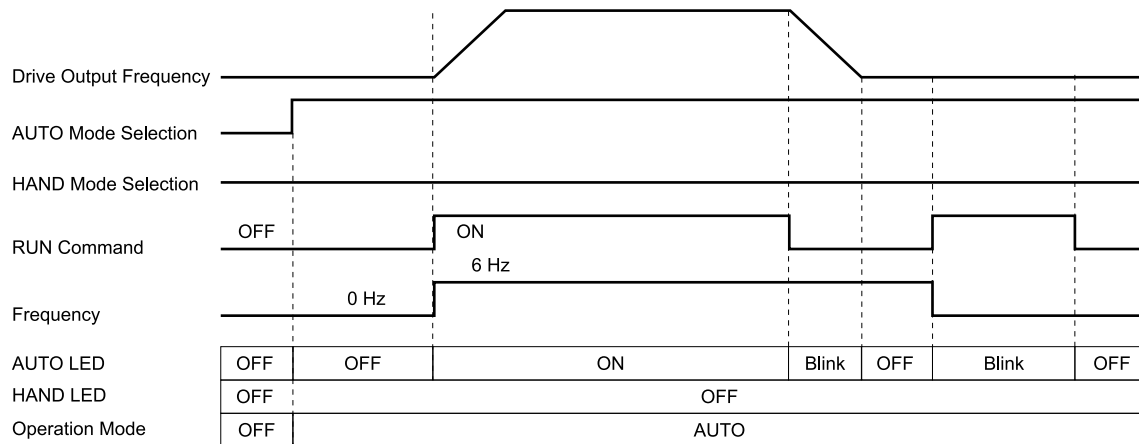 Drive Output Frequency
AUTO Mode Selection
HAND Mode Selection
OFF ON
RUN Command
6 Hz
0 Hz
Frequency
AUTO LED OFF OFF ON Blink OFF Blink OFF
HAND LED OFF OFF
Operation Mode OFF AUTO